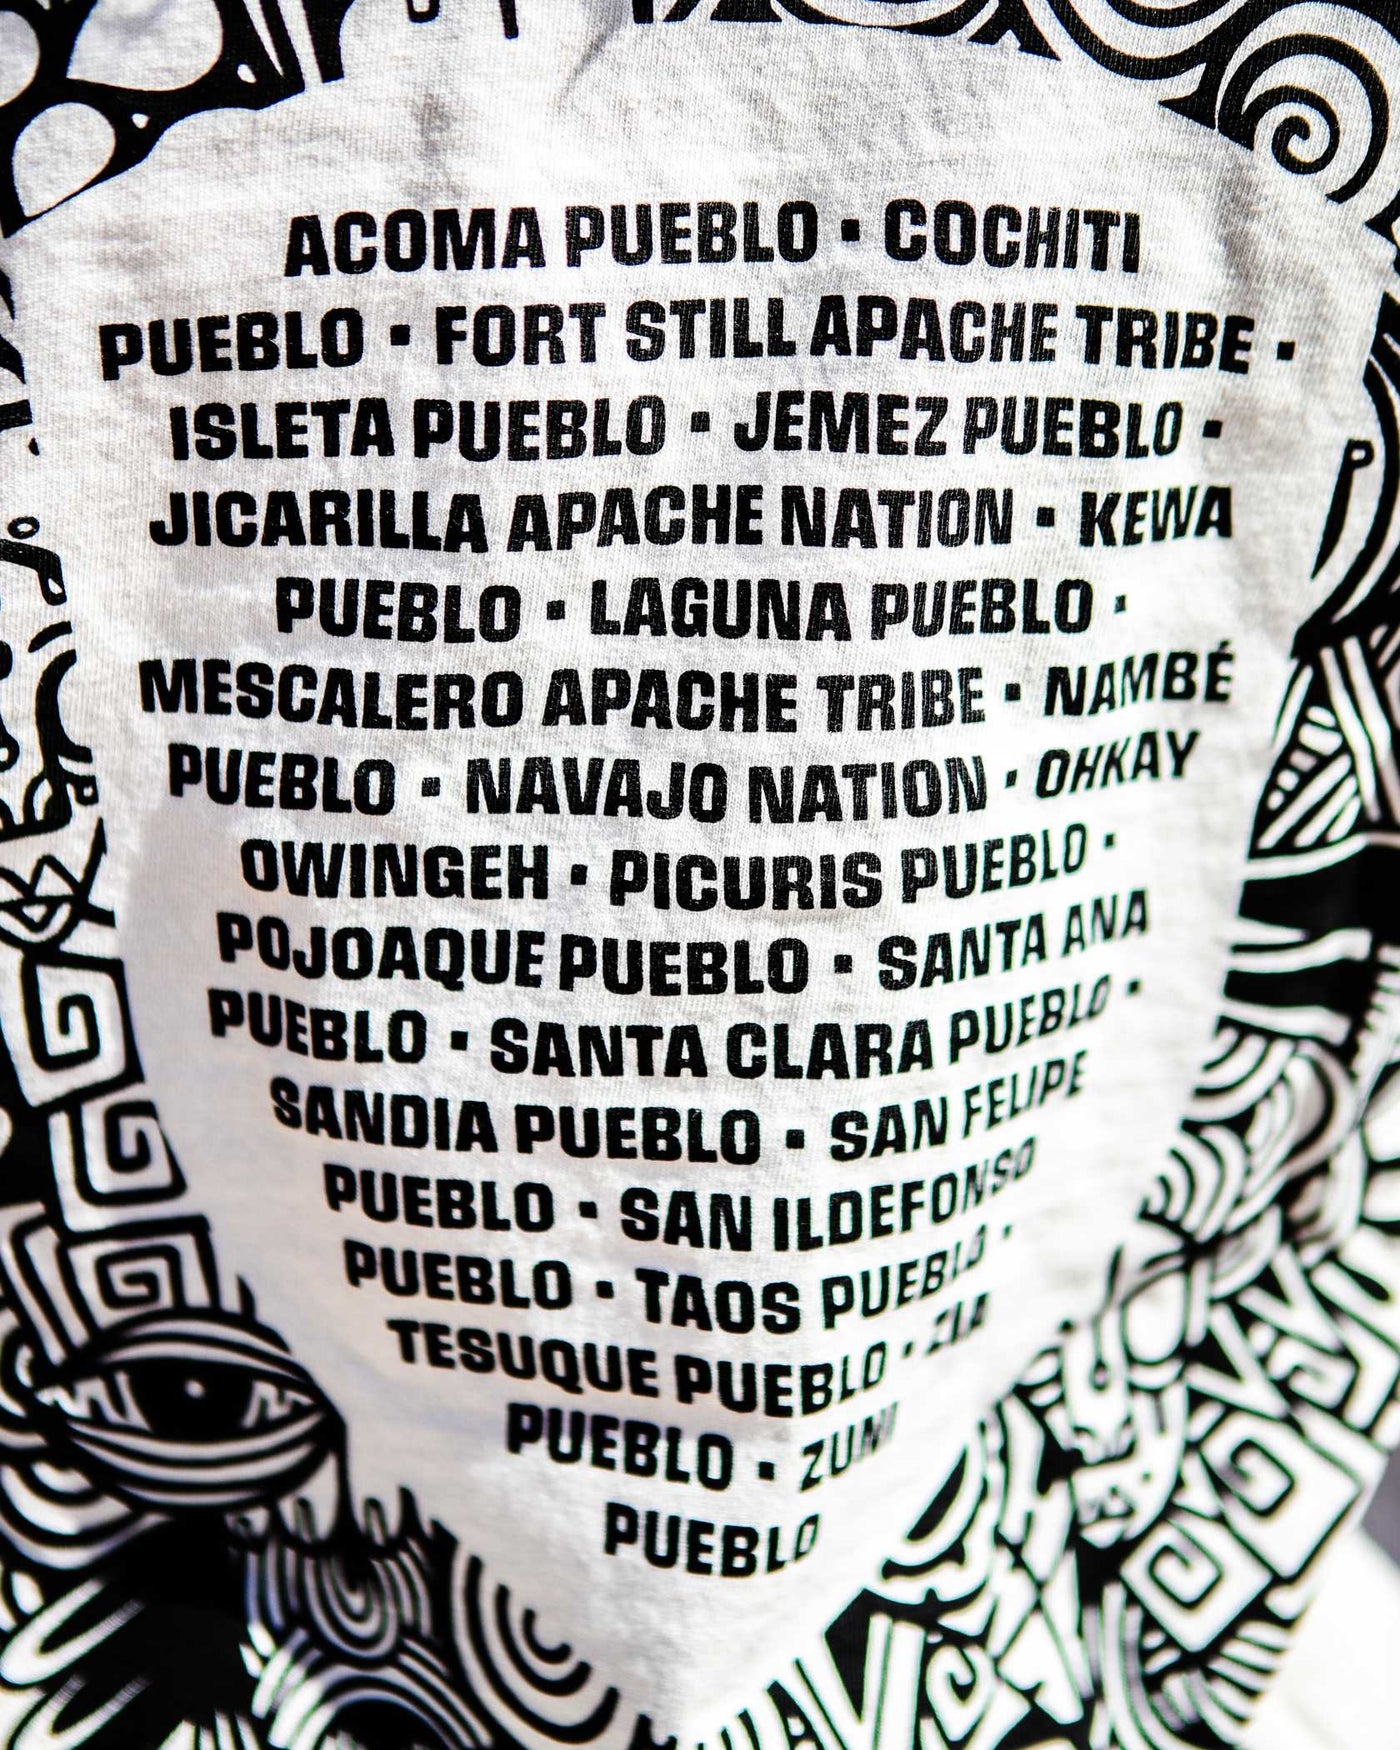 ACOMA PUEBLO · COCHITI
PUEBLO · FORT STILL APACHE TRIBE ·
ISLETA PUEBLO · JEMEZ PUEBLO ·
JICARILLA APACHE NATION · KEWA
PUEBLO · LAGUNA PUEBLO ·
MESCALERO APACHE TRIBE · NAMBÉ
PUEBLO · NAVAJO NATION · OHKAY
OWINGEH · PICURIS PUEBLO ·
POJOAQUE PUEBLO · SANTA ANA
PUEBLO · SANTA CLARA PUEBLO ·
SANDIA PUEBLO · SAN FELIPE
PUEBLO · SAN ILDEFONSO
PUEBLO · TAOS PUEBLO ·
TESUQUE PUEBLO · ZIA
PUEBLO · ZUNI
PUEBLO